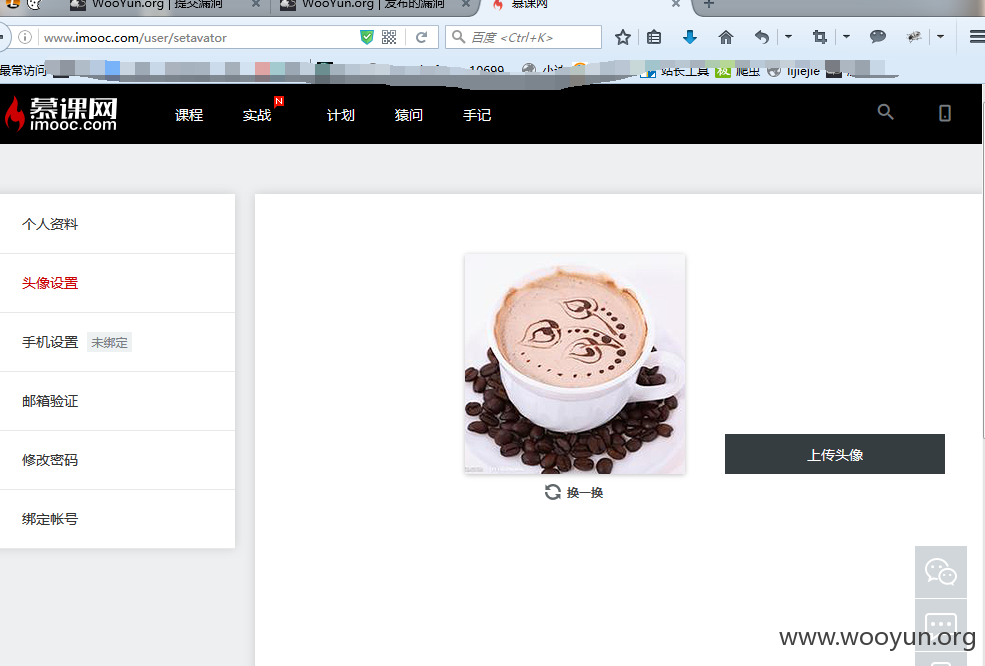 WooYun.org | 提交漏洞
WooYun.org | 发布的漏洞
慕课网
www.imooc.com/user/setavator
百度 <Ctrl+K>
最常访问
10699
站长工具
爬虫
lijiejie
慕课网
imooc.com
课程
实战
N
计划
猿问
手记
个人资料
头像设置
手机设置 未绑定
邮箱验证
修改密码
绑定帐号
换一换
上传头像
www.wooyun.org